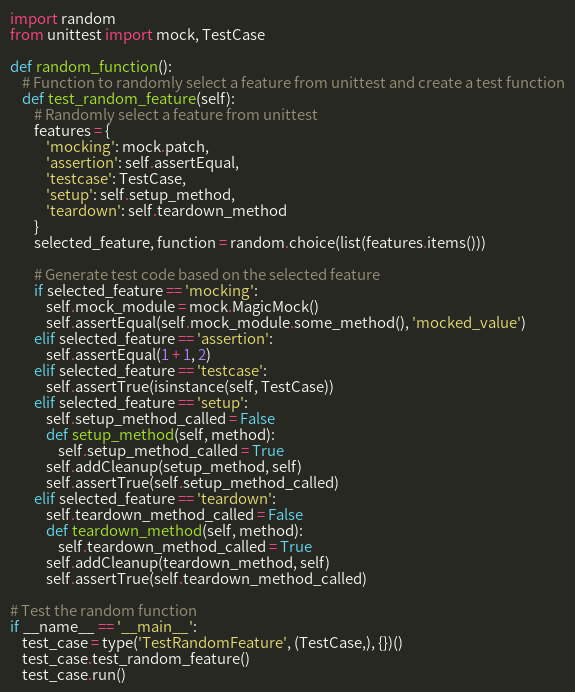 import random
from unittest import mock, TestCase

def random_function():
    # Function to randomly select a feature from unittest and create a test function
    def test_random_feature(self):
        # Randomly select a feature from unittest
        features = {
            'mocking': mock.patch,
            'assertion': self.assertEqual,
            'testcase': TestCase,
            'setup': self.setup_method,
            'teardown': self.teardown_method
        }
        selected_feature, function = random.choice(list(features.items()))

        # Generate test code based on the selected feature
        if selected_feature == 'mocking':
            self.mock_module = mock.MagicMock()
            self.assertEqual(self.mock_module.some_method(), 'mocked_value')
        elif selected_feature == 'assertion':
            self.assertEqual(1 + 1, 2)
        elif selected_feature == 'testcase':
            self.assertTrue(isinstance(self, TestCase))
        elif selected_feature == 'setup':
            self.setup_method_called = False
            def setup_method(self, method):
                self.setup_method_called = True
            self.addCleanup(setup_method, self)
            self.assertTrue(self.setup_method_called)
        elif selected_feature == 'teardown':
            self.teardown_method_called = False
            def teardown_method(self, method):
                self.teardown_method_called = True
            self.addCleanup(teardown_method, self)
            self.assertTrue(self.teardown_method_called)

# Test the random function
if __name__ == '__main__':
    test_case = type('TestRandomFeature', (TestCase,), {})()
    test_case.test_random_feature()
    test_case.run()